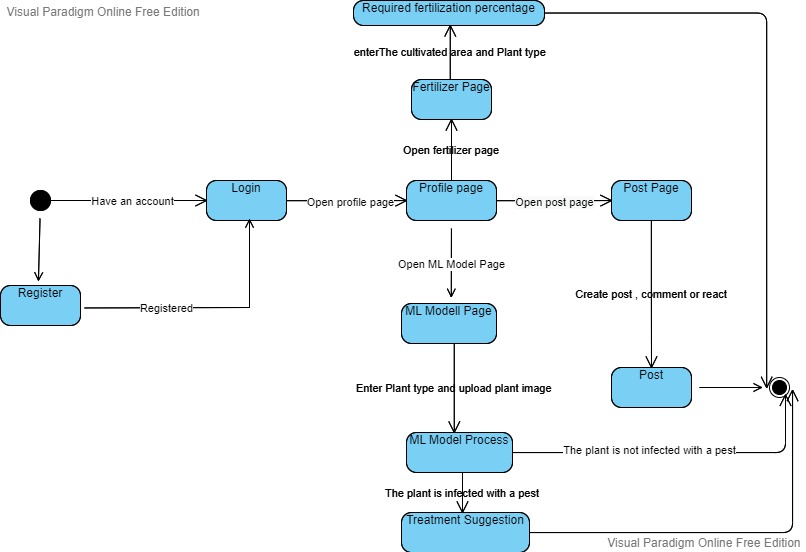 Visual Paradigm Online Free Edition
Required fertilization percentage
enterThe cultivated area and Plant type
Fertilizer Page
Open fertilizer page
Login
Profile page
Post Page
Have an account
Open profile page
Open post page
Open ML Model Page
Register
Registered
Create post , comment or react
ML Modell Page
Post
Enter Plant type and upload plant image
ML Model Process
The plant is not infected with a pest
The plant is infected with a pest
Treatment Suggestion
Visual Paradigm Online Free Edition